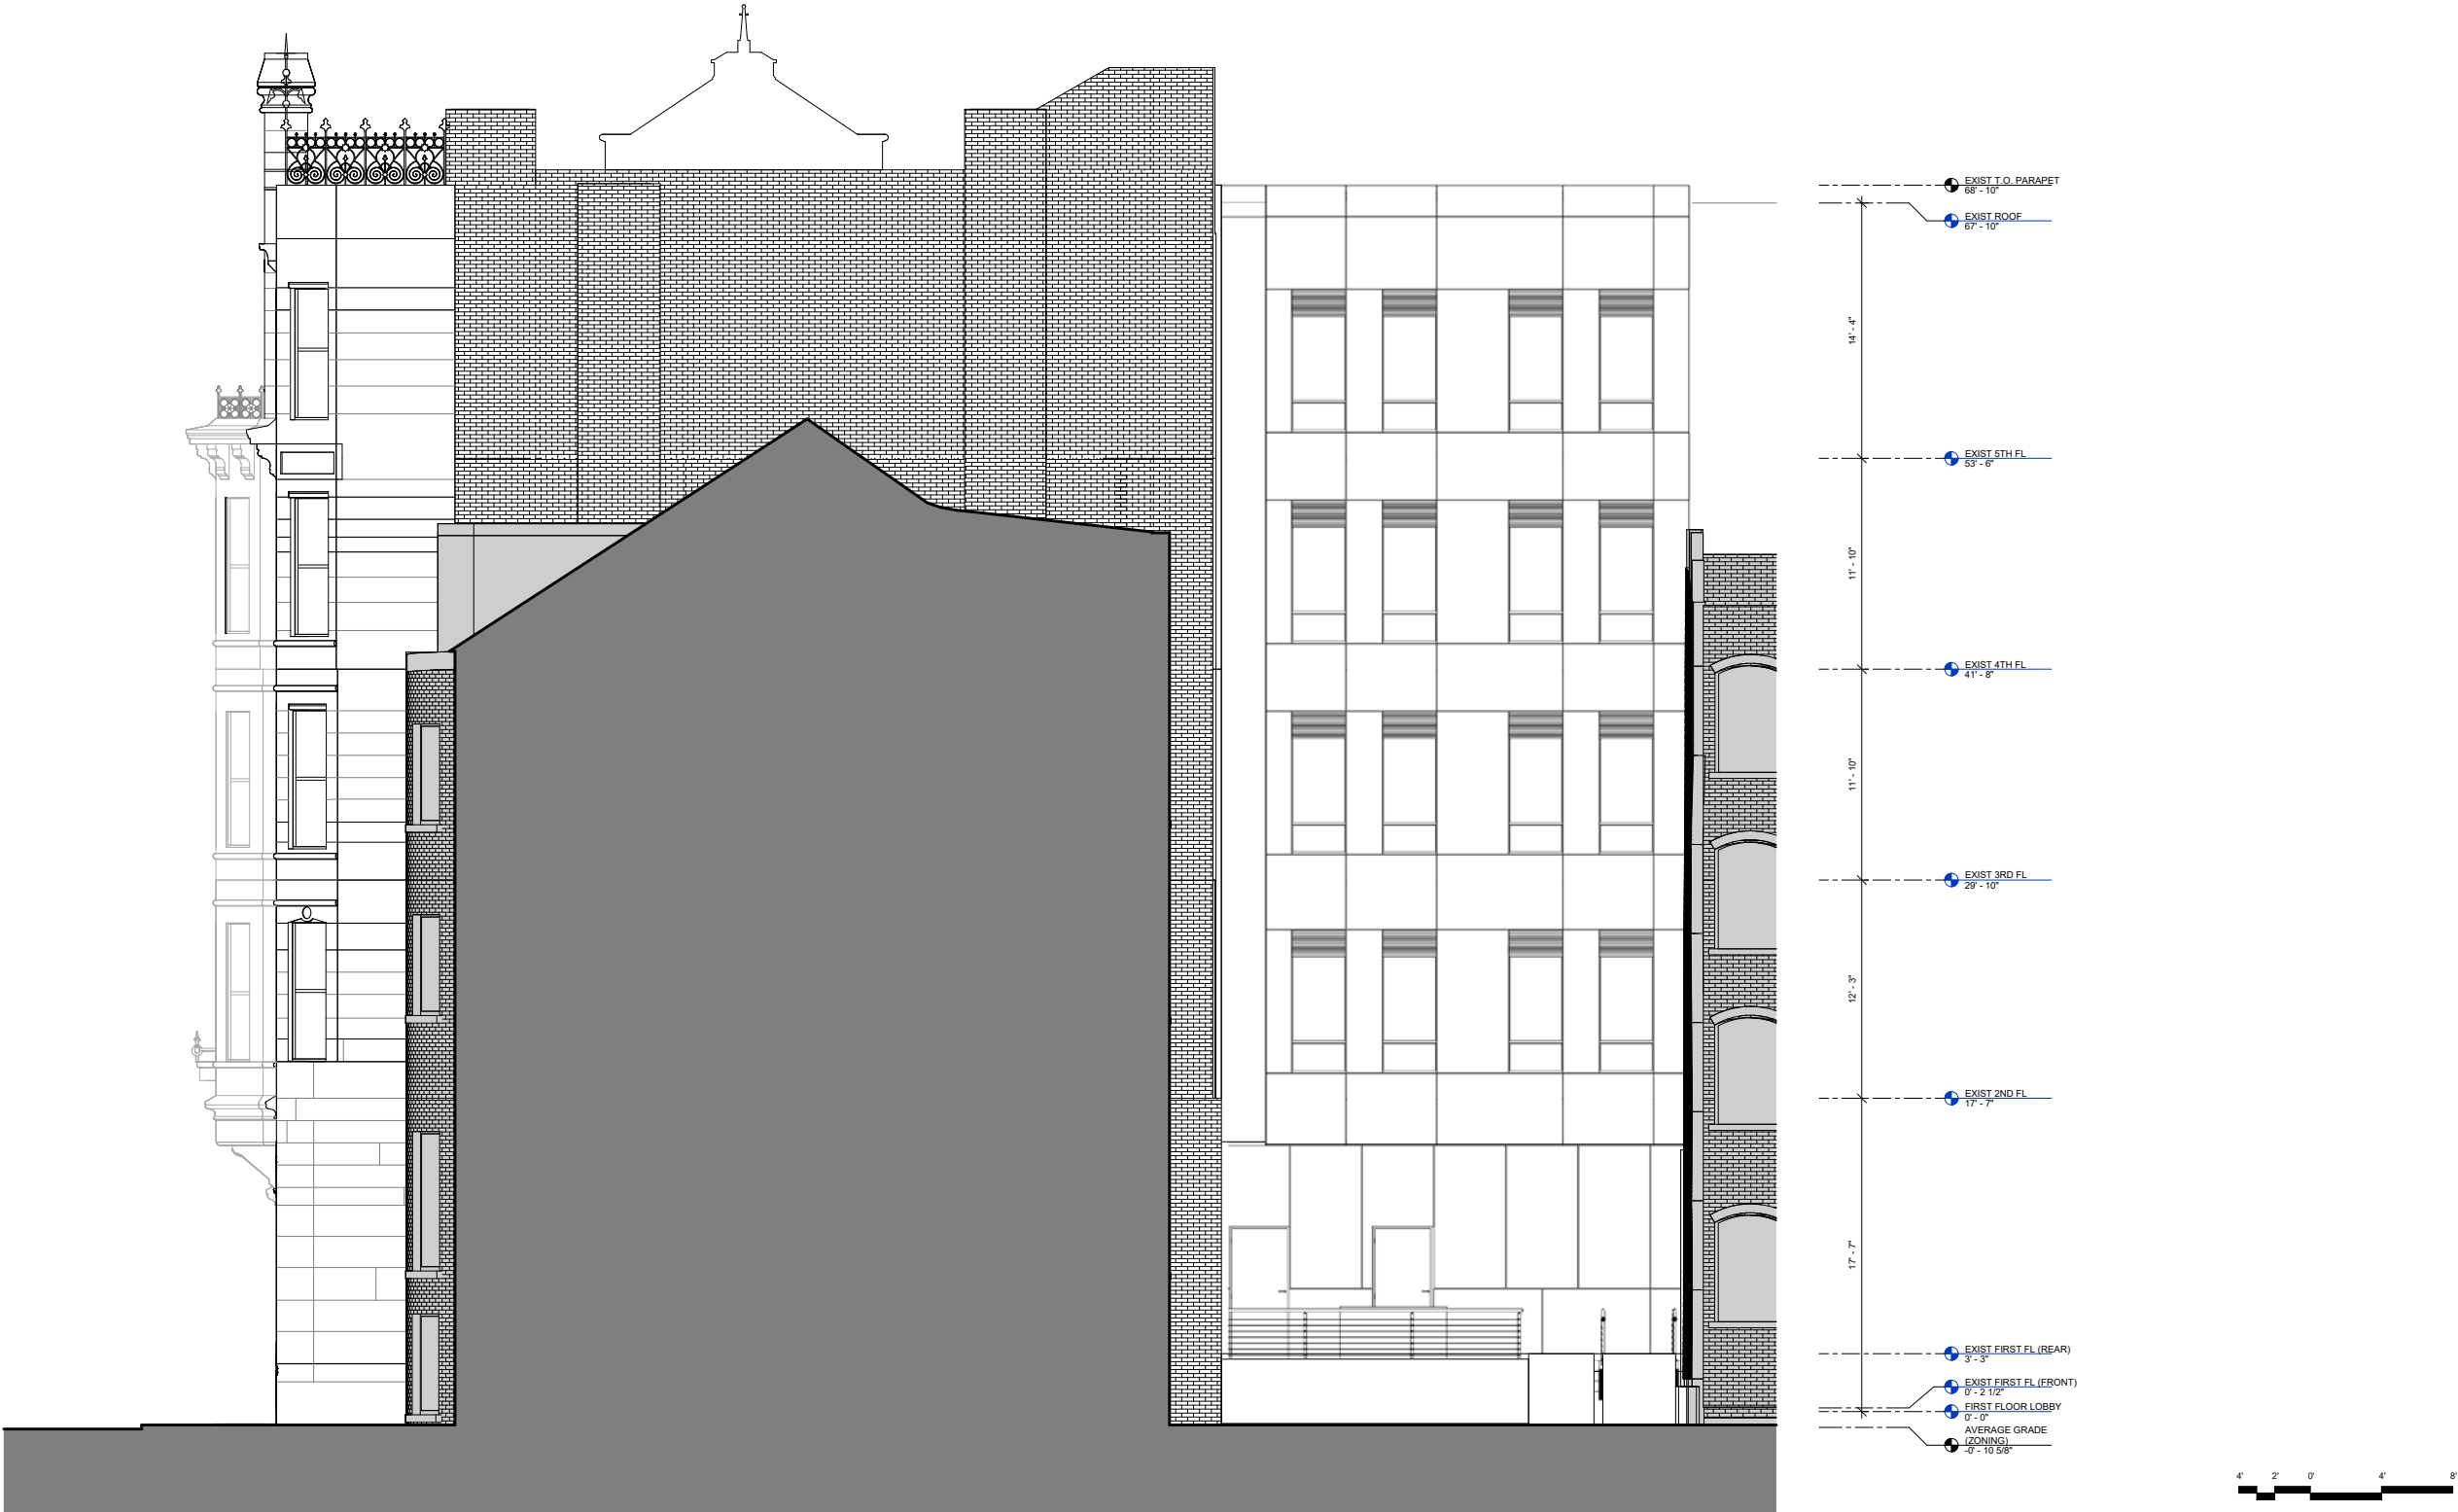 EXIST T.O. PARAPET
68' - 10"
EXIST ROOF
67' - 10"
14' - 4"
EXIST 5TH FL
53' - 6"
11' - 10"
EXIST 4TH FL
41' - 8"
11' - 10"
EXIST 3RD FL
29' - 10"
12' - 3"
EXIST 2ND FL
17' - 7"
17' - 7"
EXIST FIRST FL (REAR)
3' - 3"
EXIST FIRST FL (FRONT)
0' - 2 1/2"
FIRST FLOOR LOBBY
0' - 0"
AVERAGE GRADE
(ZONING)
-0' - 10 5/8"
4' 2' 0' 4' 8'